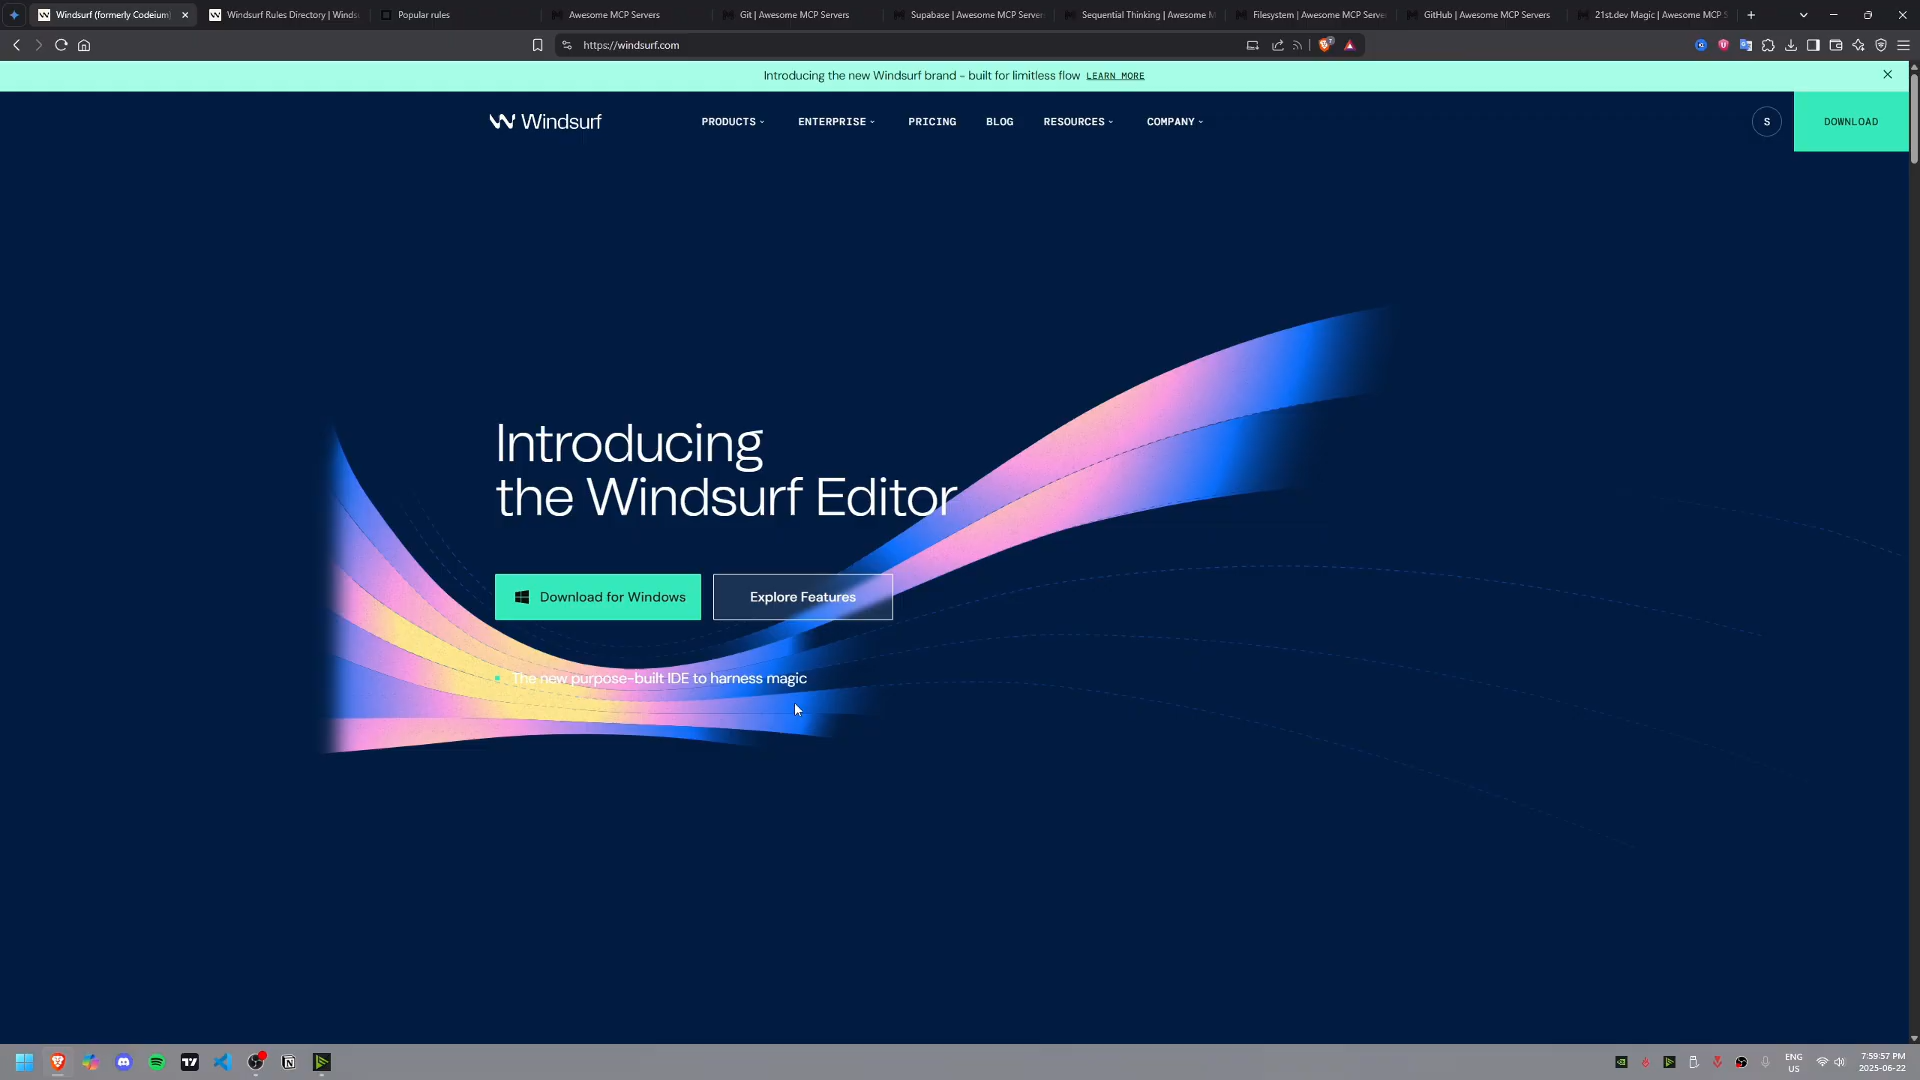 Windsurf (formerly Codeium)
Windsurf Rules Directory | Winds
Popular rules
Awesome MCP Servers
Git | Awesome MCP Servers
Supabase | Awesome MCP Server
Sequential Thinking | Awesome M
Filesystem | Awesome MCP Serve
GitHub | Awesome MCP Servers
21st.dev Magic | Awesome MCP S
https://windsurf.com
Introducing the new Windsurf brand – built for limitless flow LEARN MORE
Windsurf
PRODUCTS
ENTERPRISE
PRICING
BLOG
RESOURCES
COMPANY
S
DOWNLOAD
Introducing
the Windsurf Editor
Download for Windows
Explore Features
The new purpose-built IDE to harness magic
ENG
US
7:59:57 PM
2025-06-22